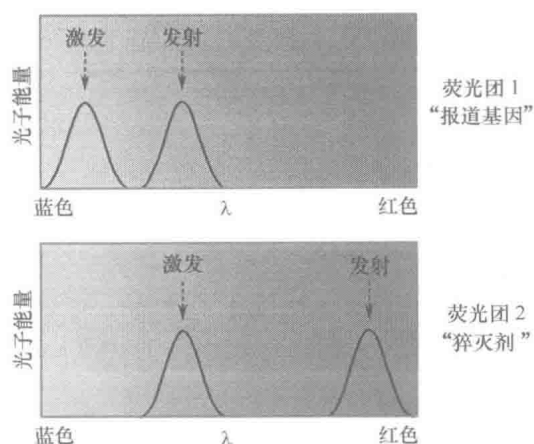 激发 发射
光子能量
荧光团 1
“报道基因”
蓝色 λ 红色
激发 发射
光子能量
荧光团 2
“猝灭剂”
蓝色 λ 红色